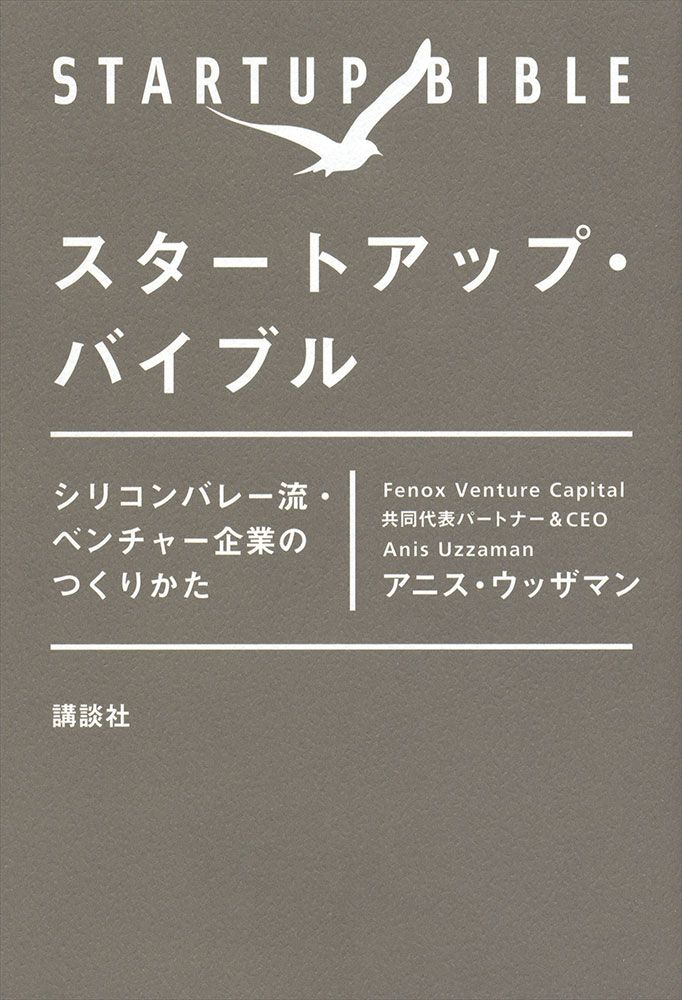 STARTUP BIBLE
スタートアップ・
バイブル
シリコンバレー流・
ベンチャー企業の
つくりかた
Fenox Venture Capital
共同代表パートナー&CEO
Anis Uzzaman
アニス・ウッザマン
講談社